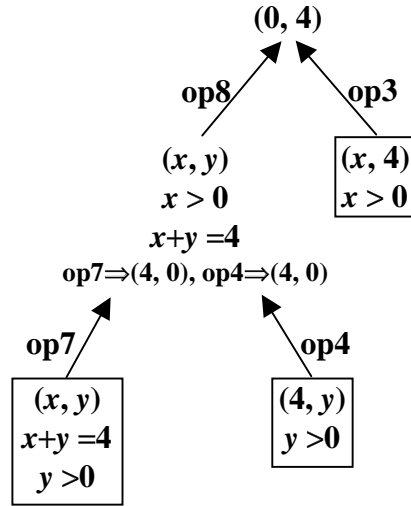 (0, 4)
op8
op3
(x, y)
x > 0
x+y =4
op7⇒(4, 0), op4⇒(4, 0)
(x, 4)
x > 0
op7
op4
(x, y)
x+y =4
y >0
(4, y)
y >0